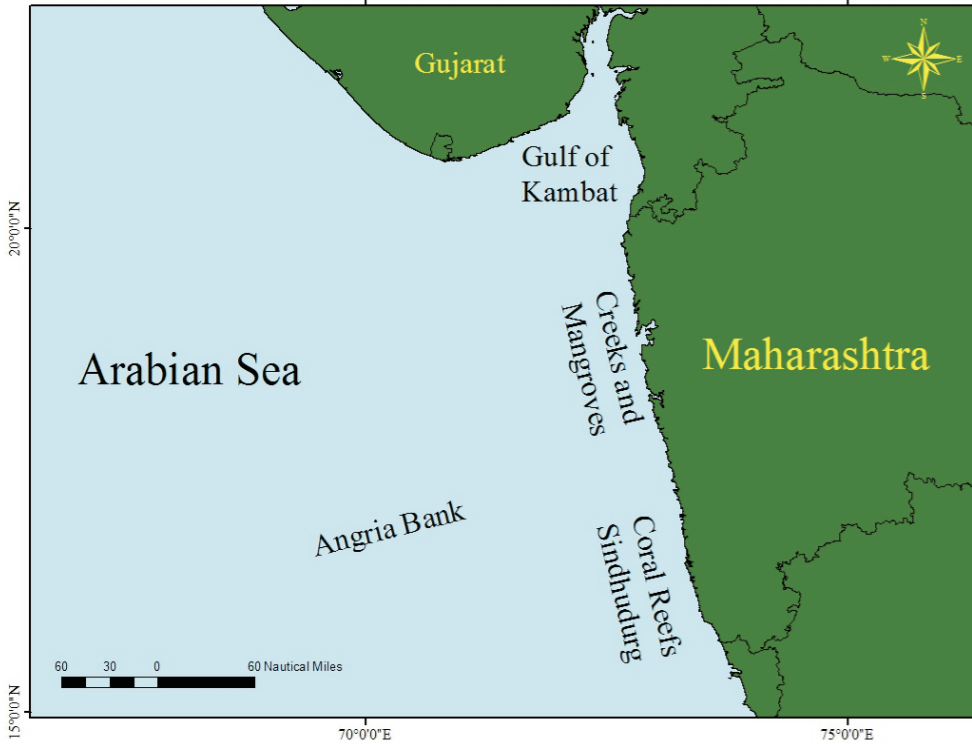 Gujarat
N
W
E
S
Gulf of
Kambat
20°0'0"N
Creeks and
Mangroves
Arabian Sea
Maharashtra
Angria Bank
Coral Reefs
Sindhudurg
60 30 0 60 Nautical Miles
15°0'0"N
70°0'0"E
75°0'0"E